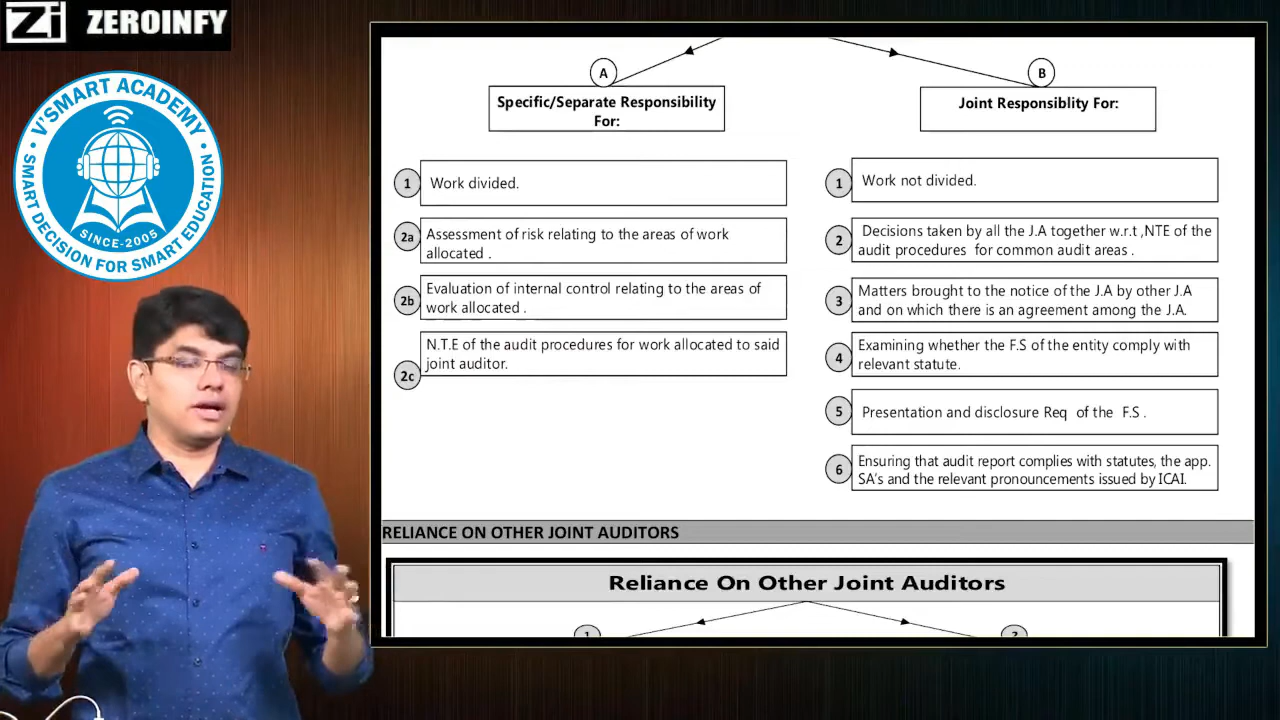 Zi ZEROINFY
V'SMART ACADEMY
SMART DECISION FOR SMART EDUCATION
SINCE-2005
A
Specific/Separate Responsibility
For:
1
Work divided.
2a
Assessment of risk relating to the areas of work
allocated .
2b
Evaluation of internal control relating to the areas of
work allocated .
2c
N.T.E of the audit procedures for work allocated to said
joint auditor.
B
Joint Responsiblity For:
1
Work not divided.
2
Decisions taken by all the J.A together w.r.t ,NTE of the
audit procedures for common audit areas .
3
Matters brought to the notice of the J.A by other J.A
and on which there is an agreement among the J.A.
4
Examining whether the F.S of the entity comply with
relevant statute.
5
Presentation and disclosure Req of the F.S .
6
Ensuring that audit report complies with statutes, the app.
SA's and the relevant pronouncements issued by ICAI.
RELIANCE ON OTHER JOINT AUDITORS
Reliance On Other Joint Auditors
1
2